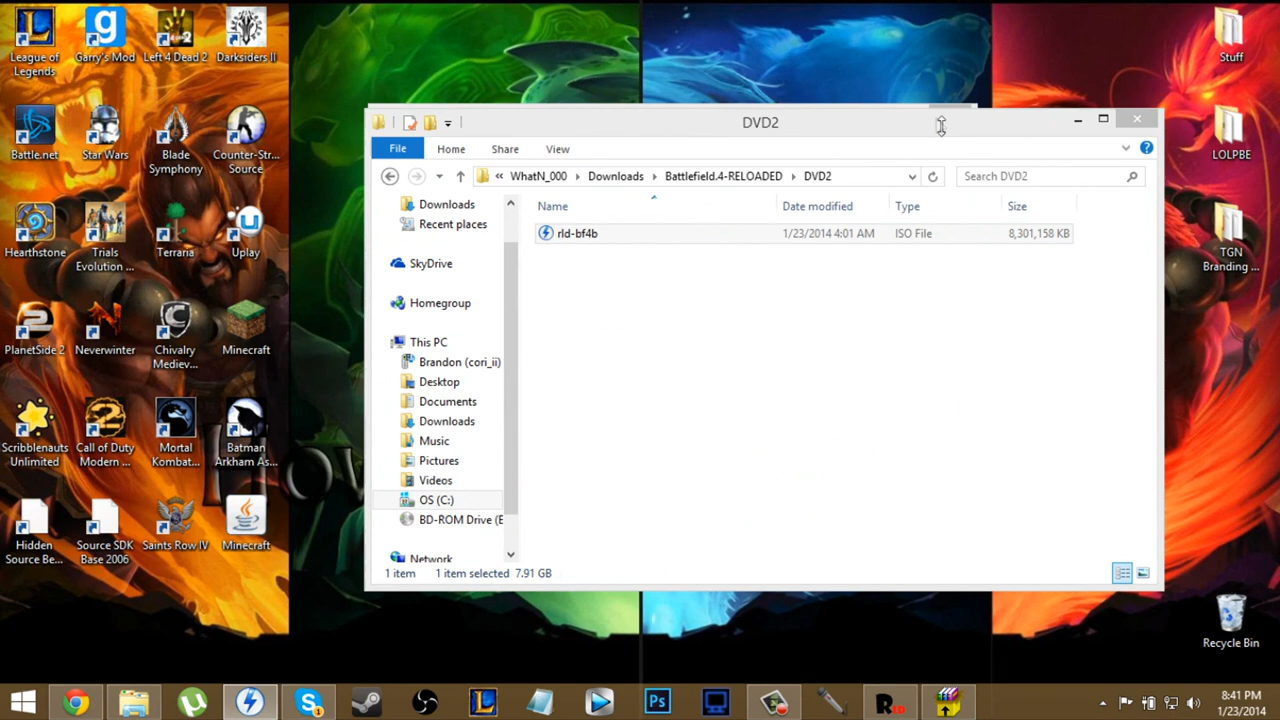 League of
Legends
Garry's Mod
Left 4 Dead 2
Darksiders II
Battle.net
Star Wars
Blade
Symphony
Counter-Str...
Source
Hearthstone
Trials
Evolution ...
Terraria
Uplay
PlanetSide 2
Neverwinter
Chivalry
Mediev...
Minecraft
Scribblenauts
Unlimited
Call of Duty
Modern ...
Mortal
Kombat...
Batman
Arkham As...
Hidden
Source Be...
Source SDK
Base 2006
Saints Row IV
Minecraft
DVD2
File
Home
Share
View
« WhatN_000 › Downloads › Battlefield.4-RELOADED › DVD2
Search DVD2
Name
Date modified
Type
Size
rld-bf4b
1/23/2014 4:01 AM
ISO File
8,301,158 KB
Downloads
Recent places
SkyDrive
Homegroup
This PC
Brandon (cori_ii)
Desktop
Documents
Downloads
Music
Pictures
Videos
OS (C:)
BD-ROM Drive (E
Network
1 item
1 item selected 7.91 GB
Stuff
LOLPBE
TGN
Branding ...
Recycle Bin
Ps
8:41 PM
1/23/2014